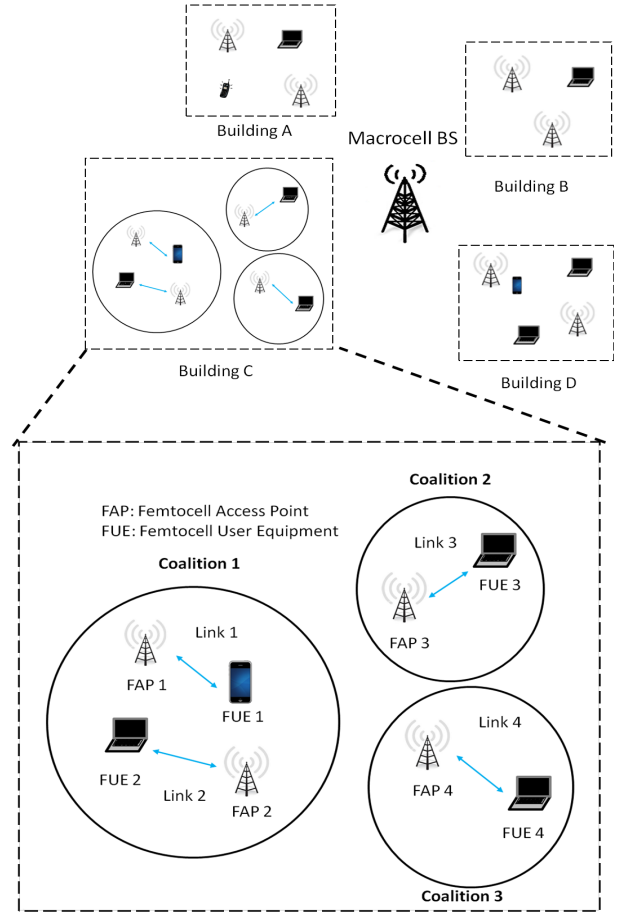 Building A
Macrocell BS
Building B
Building C
Building D
Coalition 2
FAP: Femtocell Access Point
FUE: Femtocell User Equipment
Coalition 1
Link 3
FUE 3
FAP 3
Link 1
FAP 1
FUE 1
FUE 2
Link 2
FAP 2
Link 4
FAP 4
FUE 4
Coalition 3